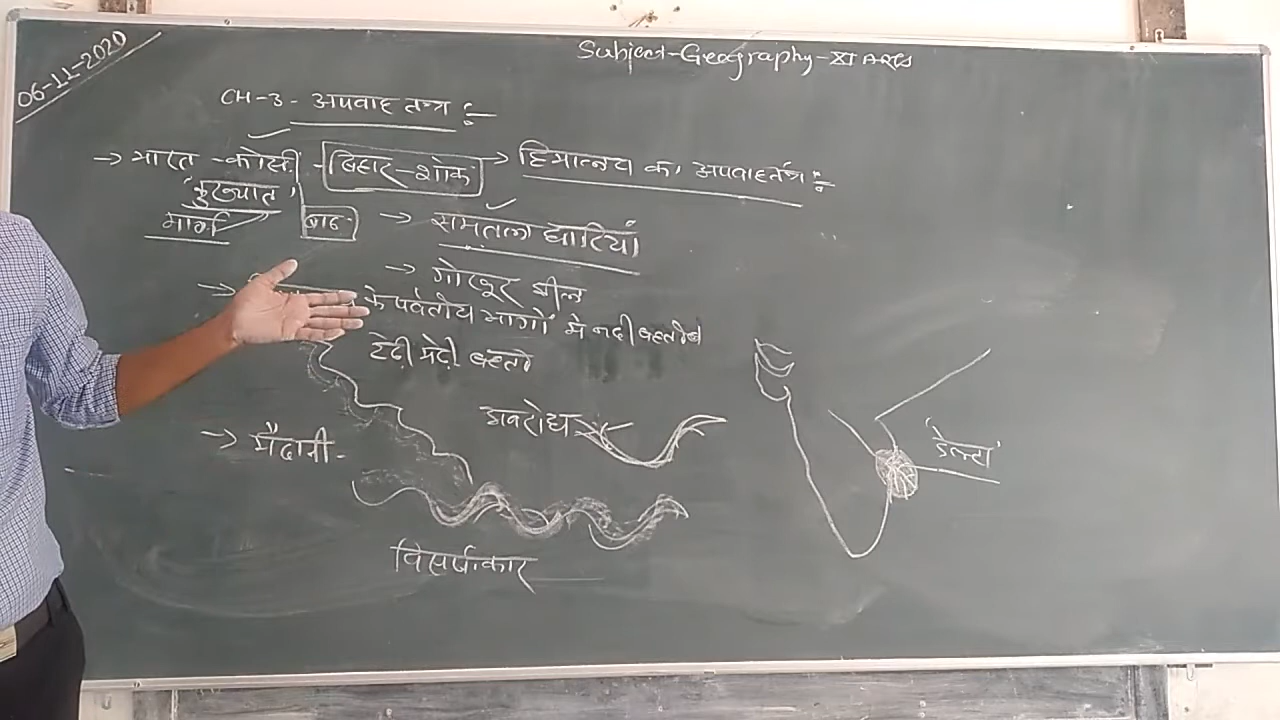 06-11-2020
Subject-Geography-XI ARTS
CH-3- अपवाह तन्त्र :-
→ भारत - कोसी - बिहार-शोक → हिमालय का अपवाहतंत्र :-
'कुख्यात'
मार्ग बाढ़- → समतल घाटियां
→ गोखूर झील
→ के पर्वतीय भागों में नदी बहती है
टेढ़ी मेढ़ी बहती
अवरोध
→ मैदानी-
'डेल्टा'
विसर्पाकार